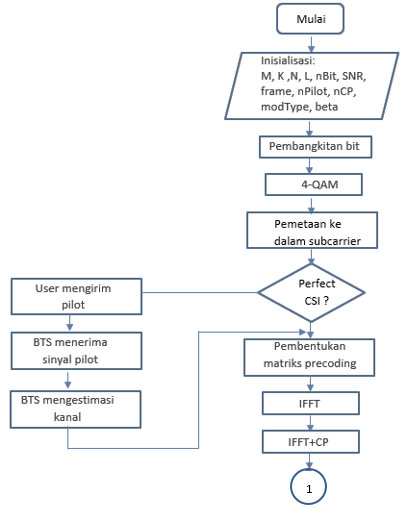 Mulai
Inisialisasi:
M, K ,N, L, nBit, SNR,
frame, nPilot, nCP,
modType, beta
Pembangkitan bit
4-QAM
Pemetaan ke
dalam subcarrier
Perfect
CSI ?
User mengirim
pilot
BTS menerima
sinyal pilot
BTS mengestimasi
kanal
Pembentukan
matriks precoding
IFFT
IFFT+CP
1